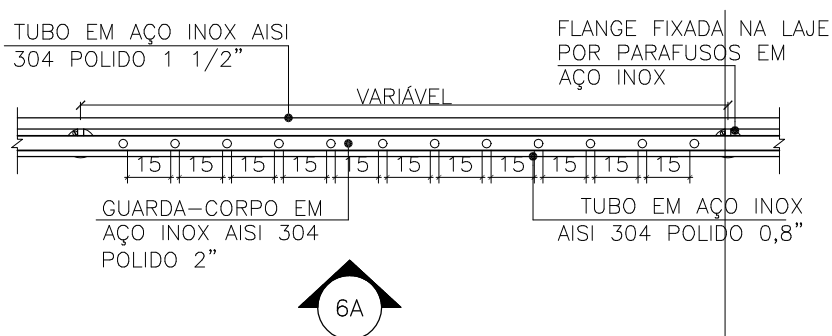 TUBO EM AÇO INOX AISI
304 POLIDO 1 1/2”
FLANGE FIXADA NA LAJE
POR PARAFUSOS EM
AÇO INOX
VARIÁVEL
15 15 15 15 15 15 15 15 15 15 15
GUARDA-CORPO EM
AÇO INOX AISI 304
POLIDO 2”
TUBO EM AÇO INOX
AISI 304 POLIDO 0,8”
6A